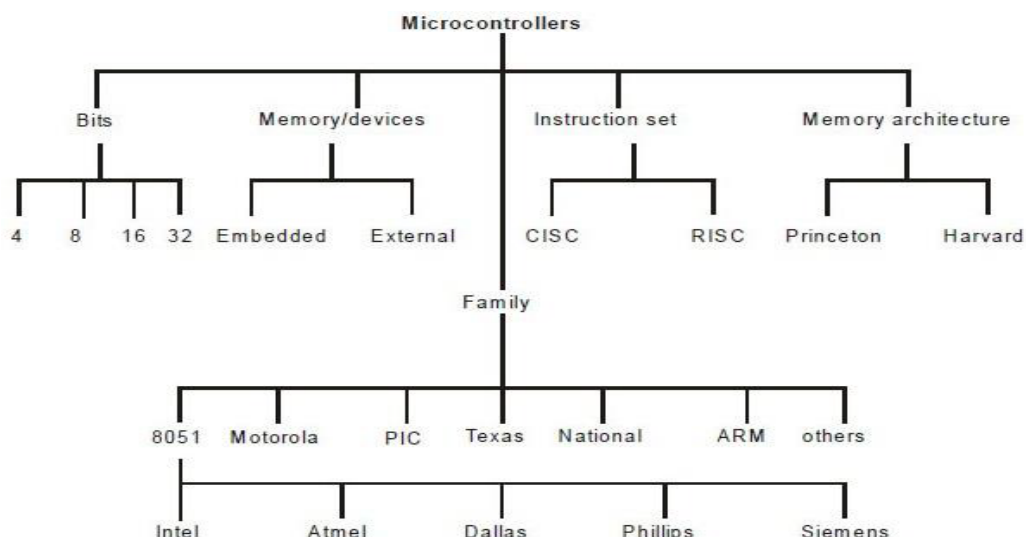 Microcontrollers
Bits Memory/devices Instruction set Memory architecture
4 8 16 32 Embedded External CISC RISC Princeton Harvard
Family
8051 Motorola PIC Texas National ARM others
Intel Atmel Dallas Phillips Siemens